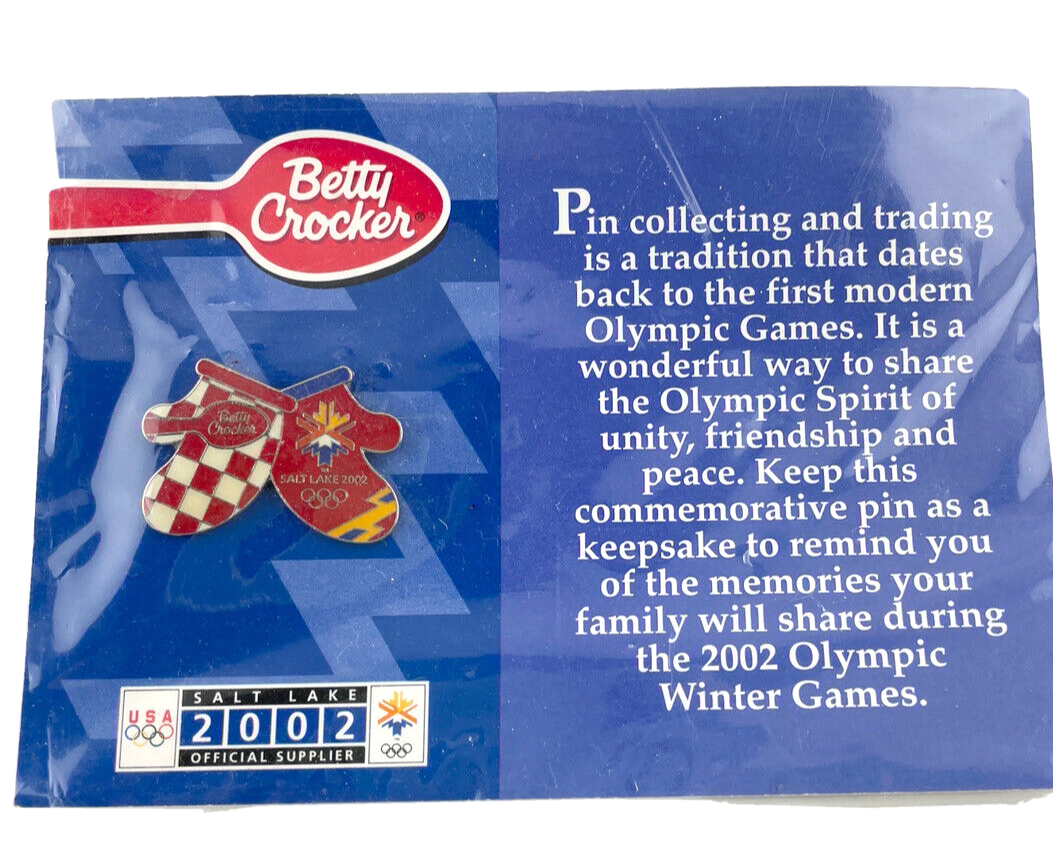 Betty
Crocker®
Betty
Crocker
SALT LAKE 2002
USA
SALT LAKE
2002
OFFICIAL SUPPLIER
Pin collecting and trading
is a tradition that dates
back to the first modern
Olympic Games. It is a
wonderful way to share
the Olympic Spirit of
unity, friendship and
peace. Keep this
commemorative pin as a
keepsake to remind you
of the memories your
family will share during
the 2002 Olympic
Winter Games.